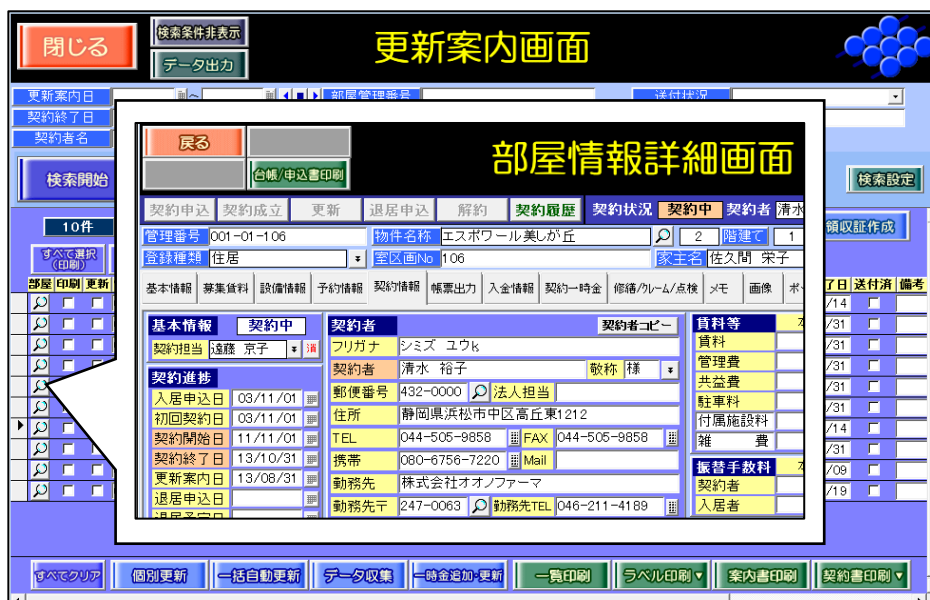 閉じる
検索条件非表示
データ出力
更新案内画面
更新案内日 ～ 部屋管理番号 送付状況
契約終了日
契約者名
検索開始
検索設定
10件
領収証作成
すべて選択
(印刷)
部屋 印刷 更新
了日 送付済 備考
/14
/31
/31
/31
/31
/31
/14
/31
/09
/19
戻る
台帳/申込書印刷
部屋情報詳細画面
契約申込 契約成立 更新 退居申込 解約 契約履歴 契約状況 契約中 契約者 清水
管理番号 001-01-106 物件名称 エスポワール美しが丘 2 階建て 1
登録種類 住居 室区画No 106 家主名 佐久間 栄子
基本情報 募集賃料 設備情報 予約情報 契約情報 帳票出力 入金情報 契約一時金 修繕/クレーム/点検 メモ 画像
基本情報 契約中
契約担当 遠藤 京子 消
契約進捗
入居申込日 03/11/01
初回契約日 03/11/01
契約開始日 11/11/01
契約終了日 13/10/31
更新案内日 13/08/31
退居申込日
退居予定日
契約者 契約者コピー
フリガナ シミズ ユウk
契約者 清水 裕子 敬称 様
郵便番号 432-0000 法人担当
住所 静岡県浜松市中区高丘東1212
TEL 044-505-9858 FAX 044-505-9858
携帯 080-6756-7220 Mail
勤務先 株式会社オオノファーマ
勤務先〒 247-0063 勤務先TEL 046-211-4189
賃料等
賃料
管理費
共益費
駐車料
付属施設料
雑 費
振替手数料
契約者
入居者
すべてクリア 個別更新 一括自動更新 データ収集 一時金追加・更新 一覧印刷 ラベル印刷▼ 案内書印刷 契約書印刷▼